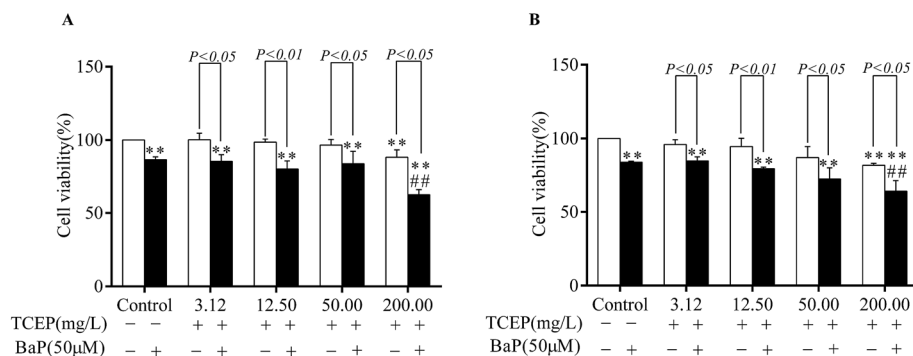 A
P<0.05 P<0.01 P<0.05 P<0.05
150
100
50
0
Cell viability(%)
** ** ** ** ** **
##
Control 3.12 12.50 50.00 200.00
TCEP(mg/L) − − + + + + + + + +
BaP(50μM) − + − + − + − + − +
B
P<0.05 P<0.01 P<0.05 P<0.05
150
100
50
0
Cell viability(%)
** ** ** ** ** **
##
Control 3.12 12.50 50.00 200.00
TCEP(mg/L) − − + + + + + + + +
BaP(50μM) − + − + − + − + − +